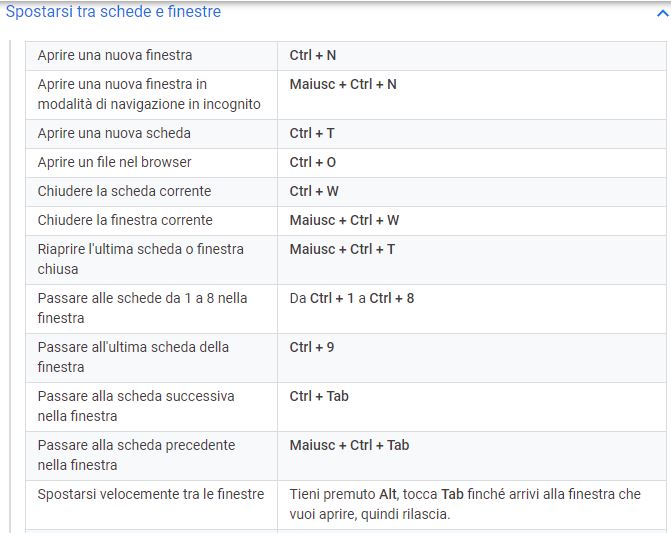 Spostarsi tra schede e finestre
Aprire una nuova finestra Ctrl + N
Aprire una nuova finestra in Maiusc + Ctrl + N
modalità di navigazione in incognito
Aprire una nuova scheda Ctrl + T
Aprire un file nel browser Ctrl + O
Chiudere la scheda corrente Ctrl + W
Chiudere la finestra corrente Maiusc + Ctrl + W
Riaprire l'ultima scheda o finestra Maiusc + Ctrl + T
chiusa
Passare alle schede da 1 a 8 nella Da Ctrl + 1 a Ctrl + 8
finestra
Passare all'ultima scheda della Ctrl + 9
finestra
Passare alla scheda successiva Ctrl + Tab
nella finestra
Passare alla scheda precedente Maiusc + Ctrl + Tab
nella finestra
Spostarsi velocemente tra le finestre Tieni premuto Alt, tocca Tab finché arrivi alla finestra che
vuoi aprire, quindi rilascia.